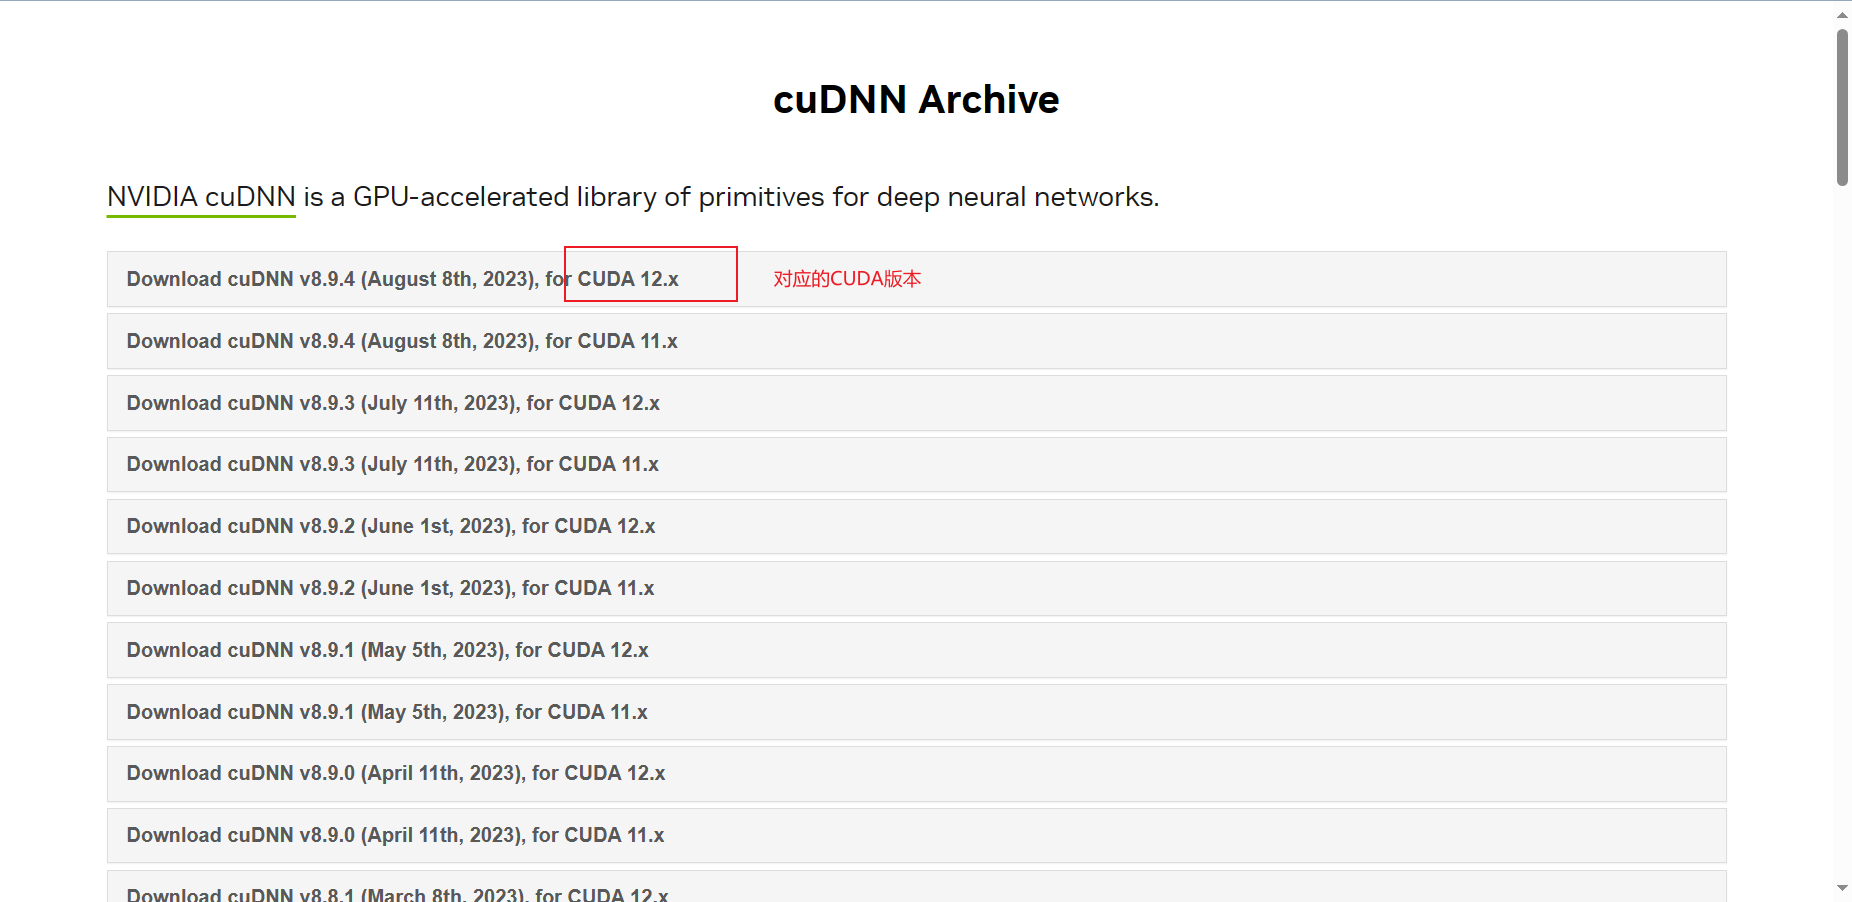 cuDNN Archive
NVIDIA cuDNN is a GPU-accelerated library of primitives for deep neural networks.
Download cuDNN v8.9.4 (August 8th, 2023), for CUDA 12.x 对应的CUDA版本
Download cuDNN v8.9.4 (August 8th, 2023), for CUDA 11.x
Download cuDNN v8.9.3 (July 11th, 2023), for CUDA 12.x
Download cuDNN v8.9.3 (July 11th, 2023), for CUDA 11.x
Download cuDNN v8.9.2 (June 1st, 2023), for CUDA 12.x
Download cuDNN v8.9.2 (June 1st, 2023), for CUDA 11.x
Download cuDNN v8.9.1 (May 5th, 2023), for CUDA 12.x
Download cuDNN v8.9.1 (May 5th, 2023), for CUDA 11.x
Download cuDNN v8.9.0 (April 11th, 2023), for CUDA 12.x
Download cuDNN v8.9.0 (April 11th, 2023), for CUDA 11.x
Download cuDNN v8.8.1 (March 8th, 2023), for CUDA 12.x